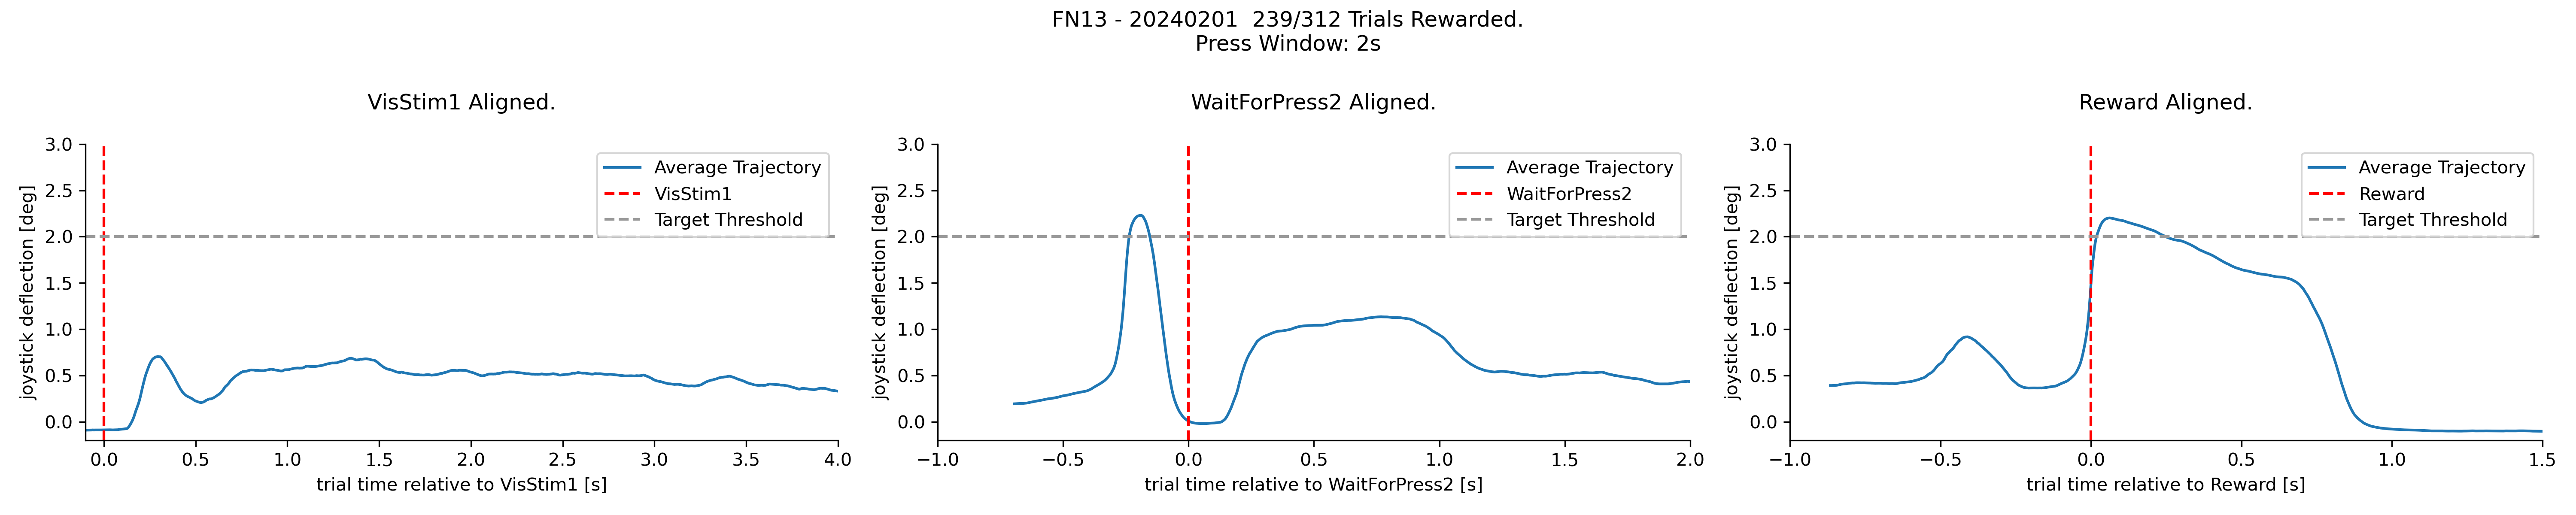 FN13 - 20240201  239/312 Trials Rewarded.
Press Window: 2s
VisStim1 Aligned.
3.0
2.5
2.0
1.5
1.0
0.5
0.0
joystick deflection [deg]
Average Trajectory
VisStim1
Target Threshold
0.0 0.5 1.0 1.5 2.0 2.5 3.0 3.5 4.0
trial time relative to VisStim1 [s]
WaitForPress2 Aligned.
3.0
2.5
2.0
1.5
1.0
0.5
0.0
joystick deflection [deg]
Average Trajectory
WaitForPress2
Target Threshold
−1.0 −0.5 0.0 0.5 1.0 1.5 2.0
trial time relative to WaitForPress2 [s]
Reward Aligned.
3.0
2.5
2.0
1.5
1.0
0.5
0.0
joystick deflection [deg]
Average Trajectory
Reward
Target Threshold
−1.0 −0.5 0.0 0.5 1.0 1.5
trial time relative to Reward [s]